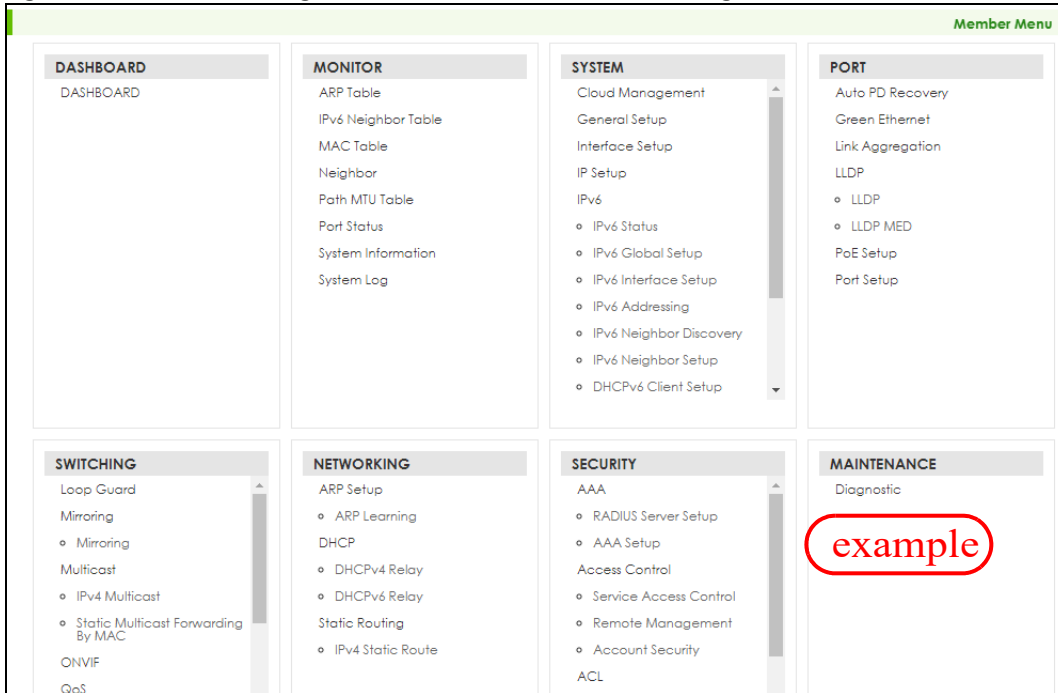 Member Menu
DASHBOARD
DASHBOARD
MONITOR
ARP Table
IPv6 Neighbor Table
MAC Table
Neighbor
Path MTU Table
Port Status
System Information
System Log
SYSTEM
Cloud Management
General Setup
Interface Setup
IP Setup
IPv6
IPv6 Status
IPv6 Global Setup
IPv6 Interface Setup
IPv6 Addressing
IPv6 Neighbor Discovery
IPv6 Neighbor Setup
DHCPv6 Client Setup
PORT
Auto PD Recovery
Green Ethernet
Link Aggregation
LLDP
LLDP
LLDP MED
PoE Setup
Port Setup
SWITCHING
Loop Guard
Mirroring
Mirroring
Multicast
IPv4 Multicast
Static Multicast Forwarding
By MAC
ONVIF
QoS
NETWORKING
ARP Setup
ARP Learning
DHCP
DHCPv4 Relay
DHCPv6 Relay
Static Routing
IPv4 Static Route
SECURITY
AAA
RADIUS Server Setup
AAA Setup
Access Control
Service Access Control
Remote Management
Account Security
ACL
MAINTENANCE
Diagnostic
example